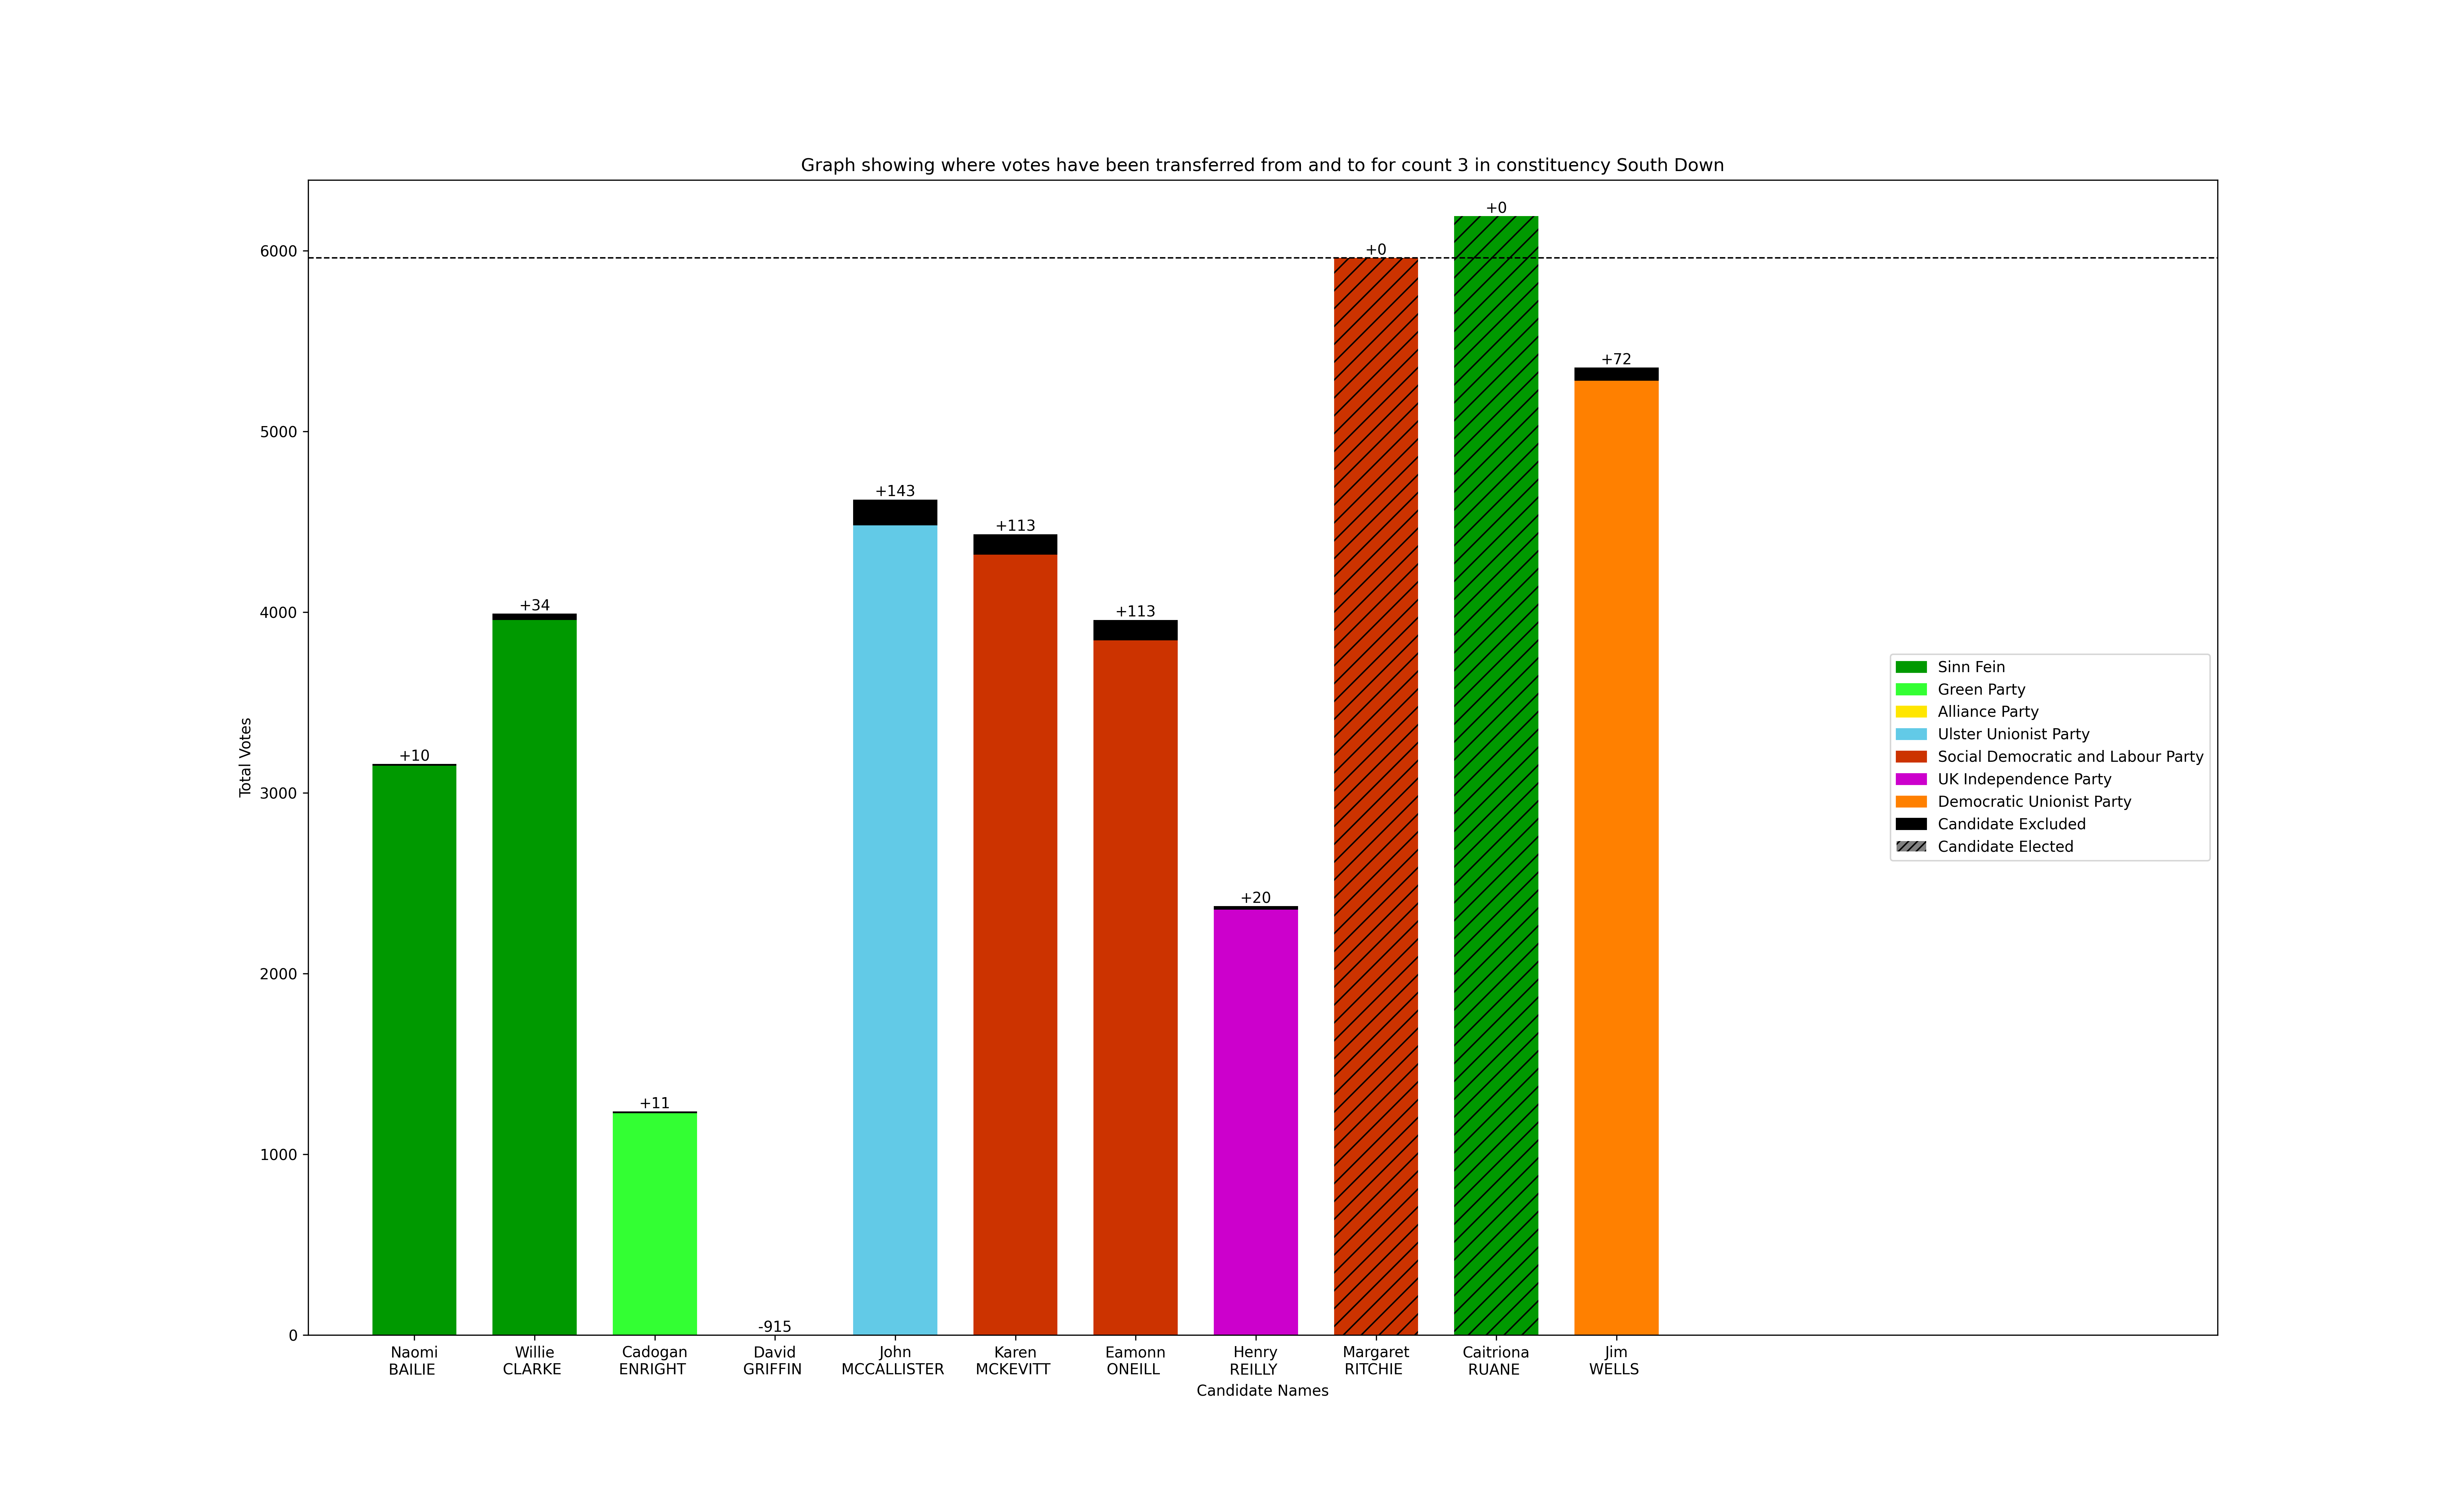 Graph showing where votes have been transferred from and to for count 3 in constituency South Down
Total Votes
6000
5000
4000
3000
2000
1000
0
+10
+34
+11
-915
+143
+113
+113
+20
+0
+0
+72
Naomi
BAILIE
Willie
CLARKE
Cadogan
ENRIGHT
David
GRIFFIN
John
MCCALLISTER
Karen
MCKEVITT
Eamonn
ONEILL
Henry
REILLY
Margaret
RITCHIE
Caitriona
RUANE
Jim
WELLS
Candidate Names
Sinn Fein
Green Party
Alliance Party
Ulster Unionist Party
Social Democratic and Labour Party
UK Independence Party
Democratic Unionist Party
Candidate Excluded
Candidate Elected